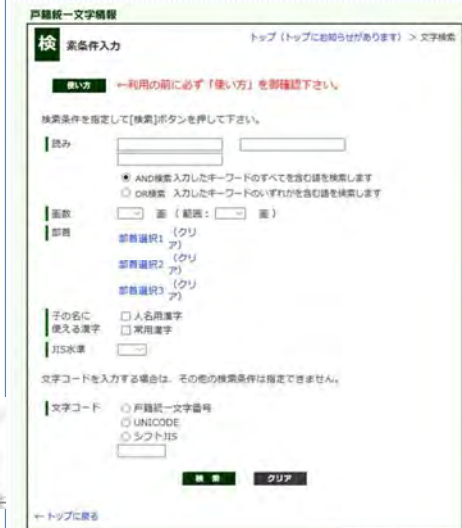 戸籍統一文字情報
検 索条件入力
トップ（トップにお知らせがあります） > 文字検索
使い方 ←利用の前に必ず「使い方」を御確認下さい。
検索条件を指定して[検索]ボタンを押して下さい。
読み
AND検索 入力したキーワードのすべてを含む語を検索します
OR検索 入力したキーワードのいずれかを含む語を検索します
画数 画 （範囲： 画）
部首
部首選択1 （クリア）
部首選択2 （クリア）
部首選択3 （クリア）
子の名に使える漢字
人名用漢字
常用漢字
JIS水準
文字コードを入力する場合は、その他の検索条件は指定できません。
文字コード
戸籍統一文字番号
UNICODE
シフトJIS
検 索 クリア
← トップに戻る